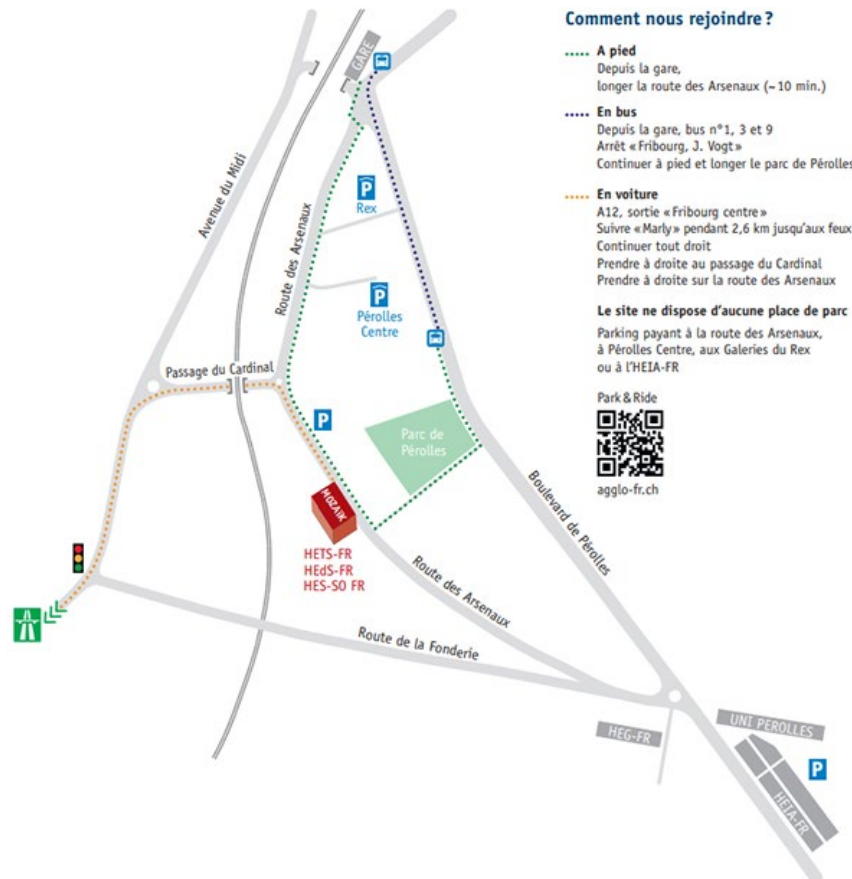 Comment nous rejoindre ?
A pied
Depuis la gare,
longer la route des Arsenaux (~ 10 min.)
En bus
Depuis la gare, bus n°1, 3 et 9
Arrêt « Fribourg, J. Vogt »
Continuer à pied et longer le parc de Pérolles
En voiture
A12, sortie « Fribourg centre »
Suivre « Marly » pendant 2,6 km jusqu'aux feux
Continuer tout droit
Prendre à droite au passage du Cardinal
Prendre à droite sur la route des Arsenaux
Le site ne dispose d'aucune place de parc
Parking payant à la route des Arsenaux,
à Pérolles Centre, aux Galeries du Rex
ou à l'HEIA-FR
Park & Ride
agglo-fr.ch
GARE
Avenue du Midi
Route des Arsenaux
P
Rex
P
Pérolles
Centre
Passage du Cardinal
P
Parc de
Pérolles
MOZAÏK
HETS-FR
HEdS-FR
HES-SO FR
Boulevard de Pérolles
Route des Arsenaux
Route de la Fonderie
HEG-FR
UNI PEROLLES
P
HEIA-FR